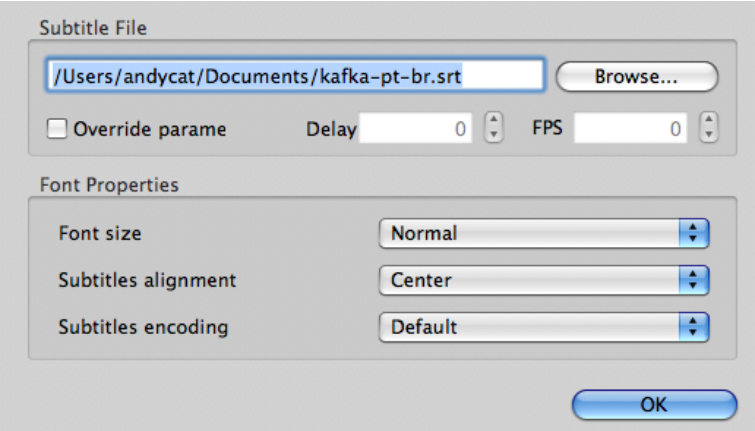 Subtitle File
/Users/andycat/Documents/kafka-pt-br.srt Browse...
Override parame Delay 0 FPS 0
Font Properties
Font size Normal
Subtitles alignment Center
Subtitles encoding Default
OK